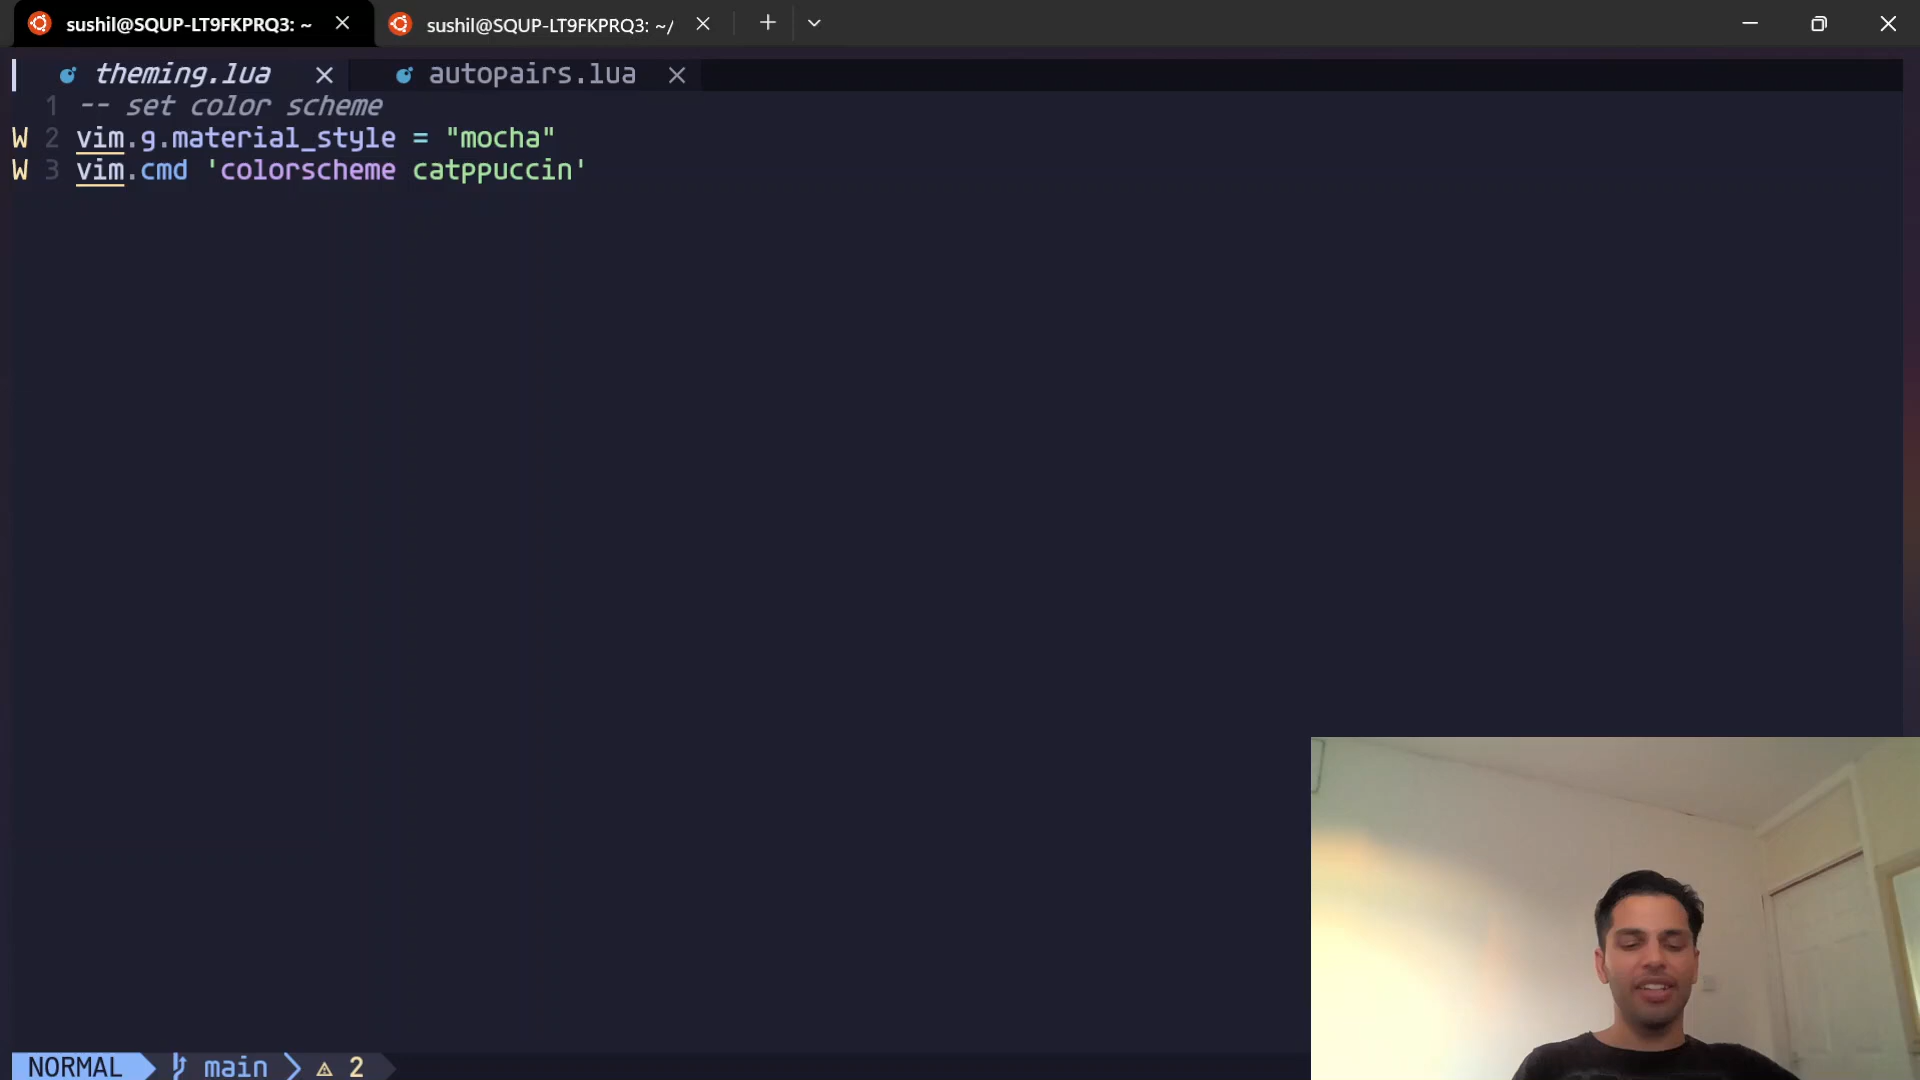 sushil@SQUP-LT9FKPRQ3: ~
sushil@SQUP-LT9FKPRQ3: ~/
theming.lua
autopairs.lua
1 -- set color scheme
W 2 vim.g.material_style = "mocha"
W 3 vim.cmd 'colorscheme catppuccin'
NORMAL main 2